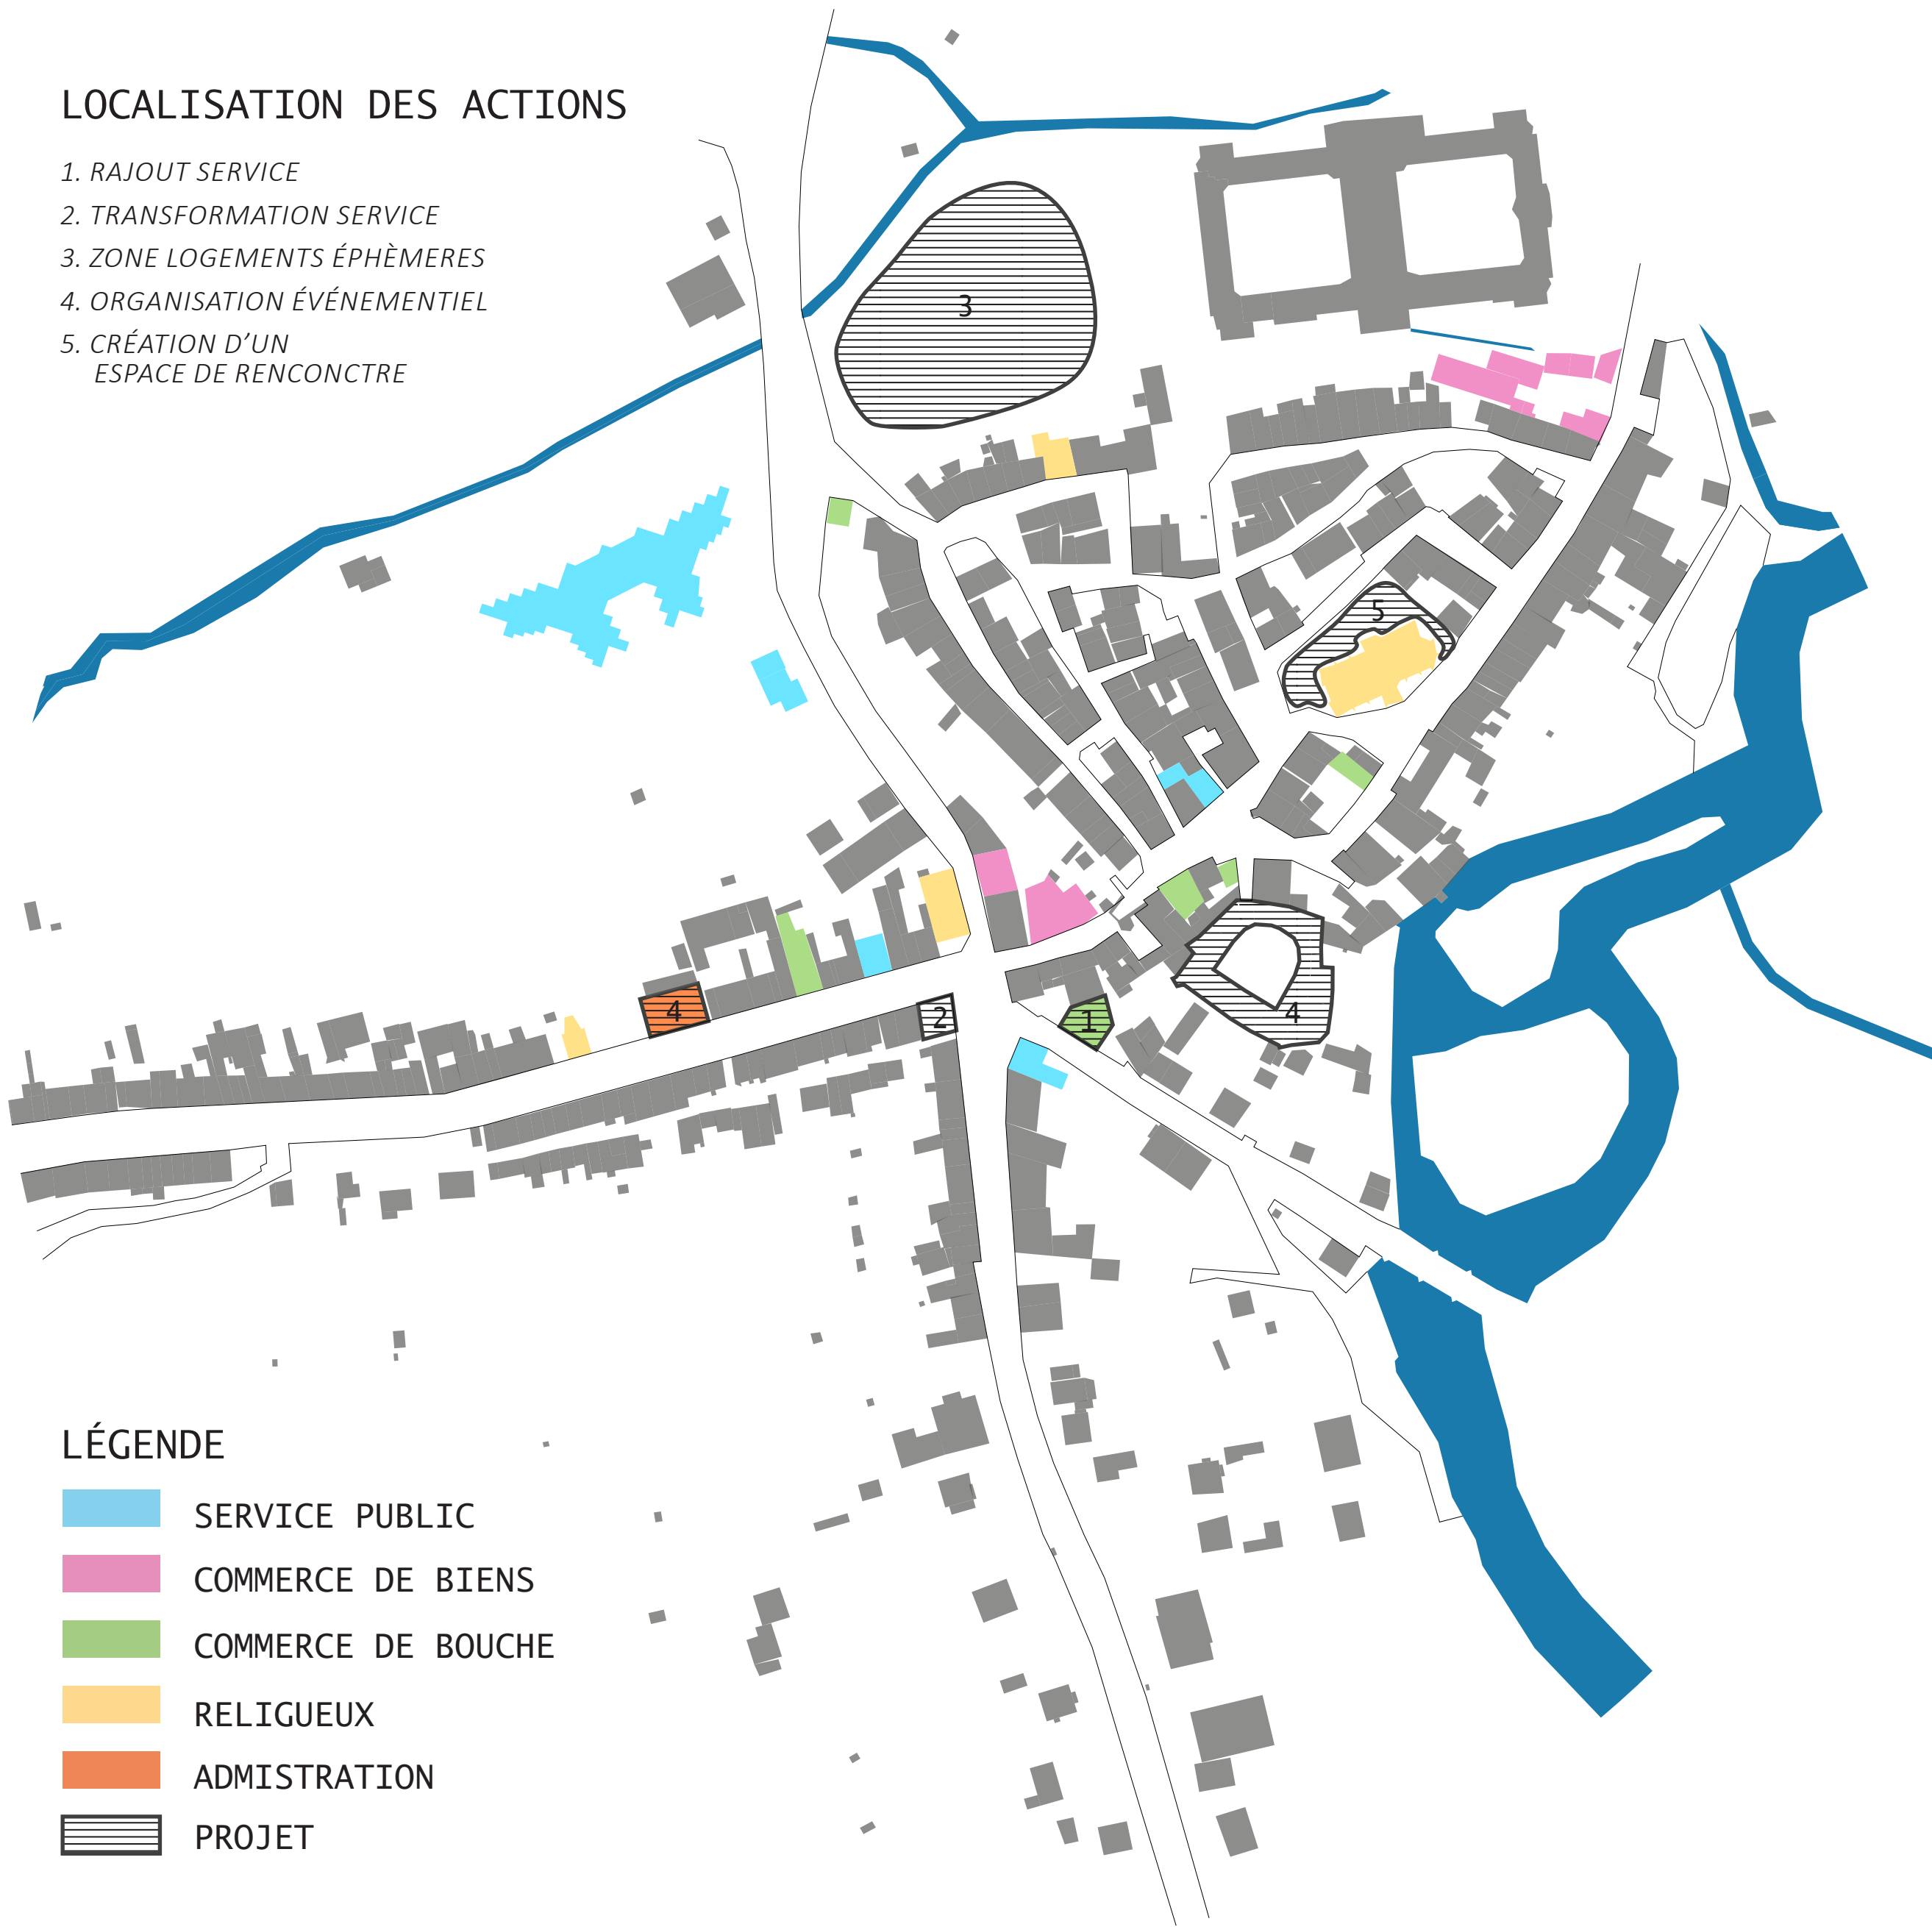 LOCALISATION DES ACTIONS
1. RAJOUT SERVICE
2. TRANSFORMATION SERVICE
3. ZONE LOGEMENTS ÉPHÈMERES
4. ORGANISATION ÉVÉNEMENTIEL
5. CRÉATION D’UN
ESPACE DE RENCONCTRE
3
5
4
2
1
4
LÉGENDE
SERVICE PUBLIC
COMMERCE DE BIENS
COMMERCE DE BOUCHE
RELIGUEUX
ADMISTRATION
PROJET